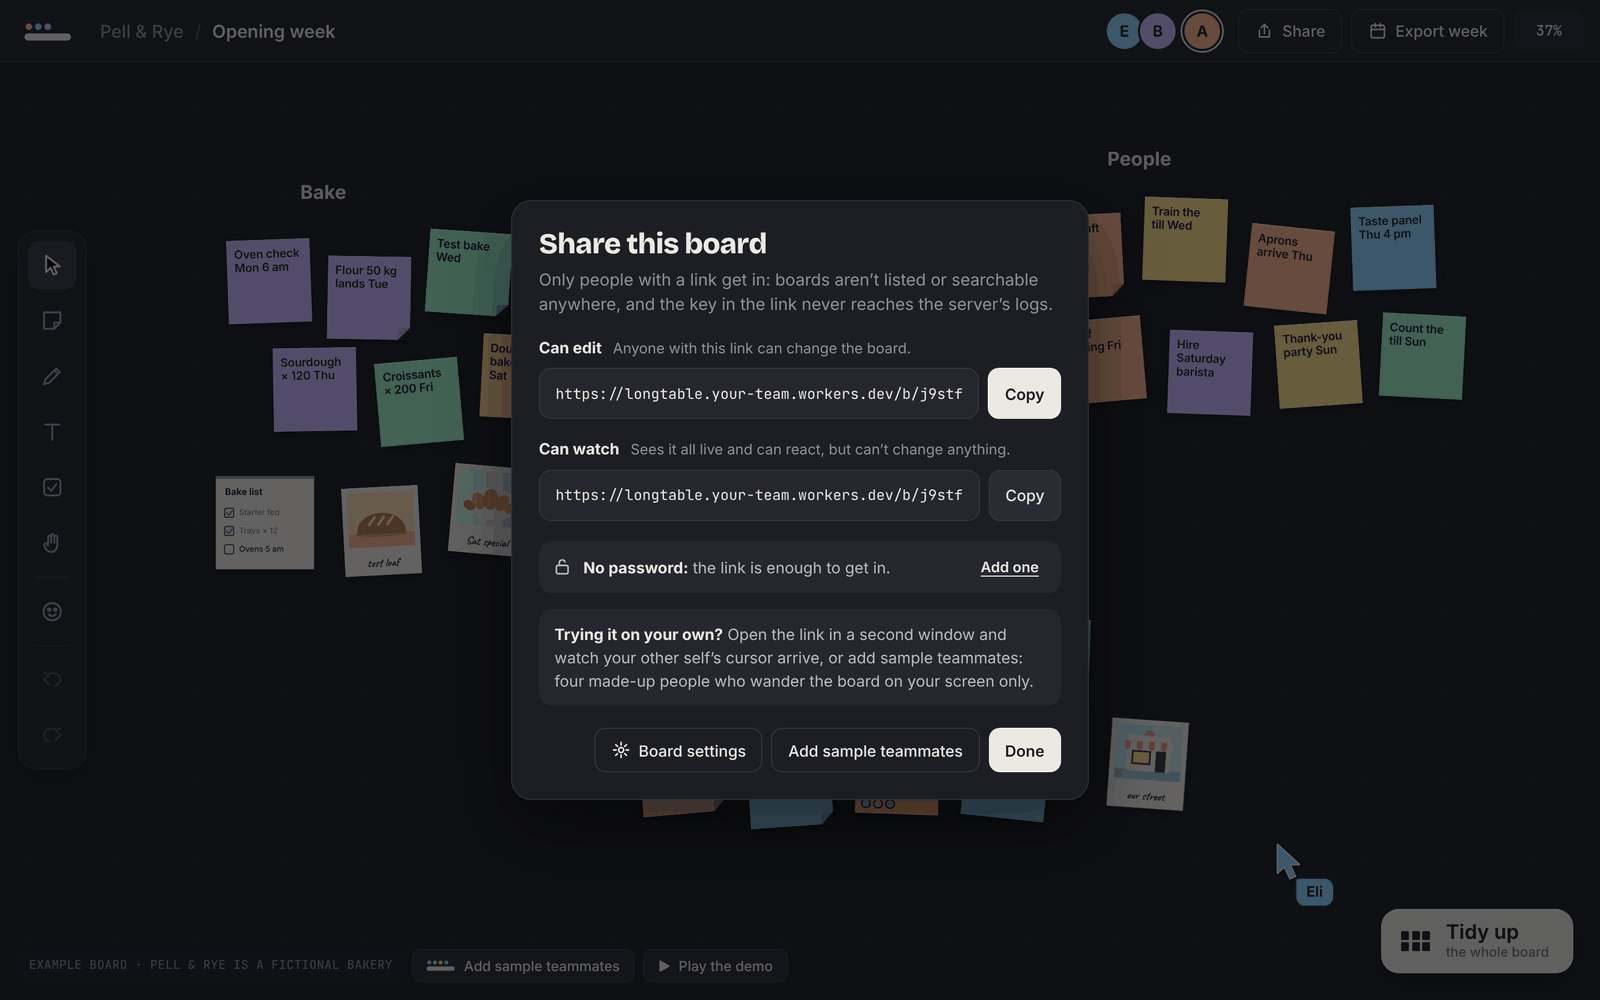 Pell & Rye / Opening week
E B A
Share
Export week
37%
Bake
People
Oven check
Mon 6 am
Flour 50 kg
lands Tue
Test bake
Wed
Sourdough
× 120 Thu
Croissants
× 200 Fri
Sat
Bake list
Starter fed
Trays × 12
Ovens 5 am
test loaf
Sat special
Share this board
Only people with a link get in: boards aren’t listed or searchable
anywhere, and the key in the link never reaches the server’s logs.
Can edit Anyone with this link can change the board.
https://longtable.your-team.workers.dev/b/j9stf
Copy
Can watch Sees it all live and can react, but can’t change anything.
https://longtable.your-team.workers.dev/b/j9stf
Copy
No password: the link is enough to get in.
Add one
Trying it on your own? Open the link in a second window and
watch your other self’s cursor arrive, or add sample teammates:
four made-up people who wander the board on your screen only.
Board settings
Add sample teammates
Done
Train the
till Wed
Aprons
arrive Thu
Taste panel
Thu 4 pm
Fri
Hire
Saturday
barista
Thank-you
party Sun
Count the
till Sun
our street
Eli
EXAMPLE BOARD · PELL & RYE IS A FICTIONAL BAKERY
Add sample teammates
Play the demo
Tidy up
the whole board